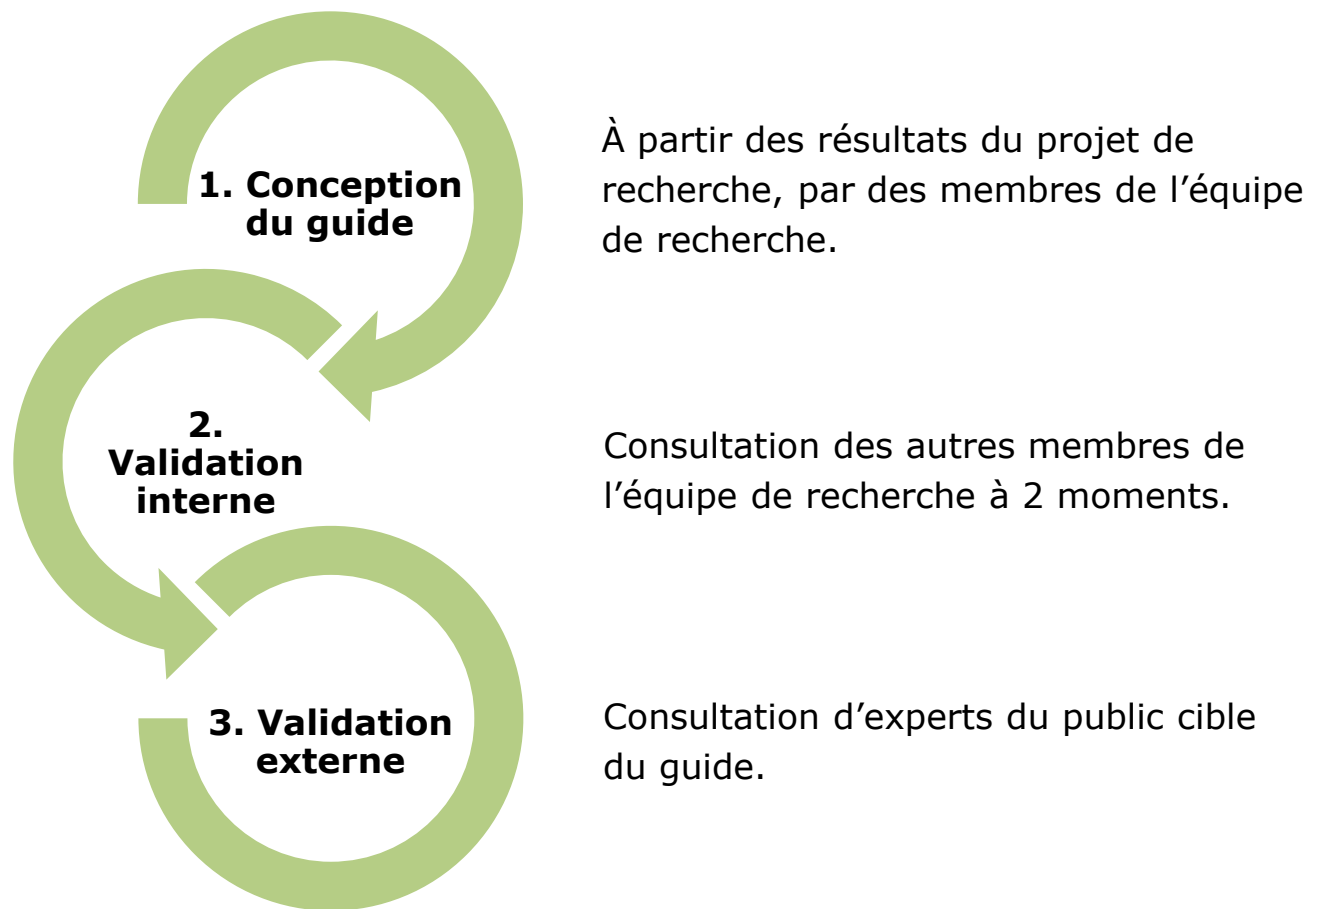 1. Conception
du guide
À partir des résultats du projet de
recherche, par des membres de l’équipe
de recherche.
2.
Validation
interne
Consultation des autres membres de
l’équipe de recherche à 2 moments.
3. Validation
externe
Consultation d’experts du public cible
du guide.